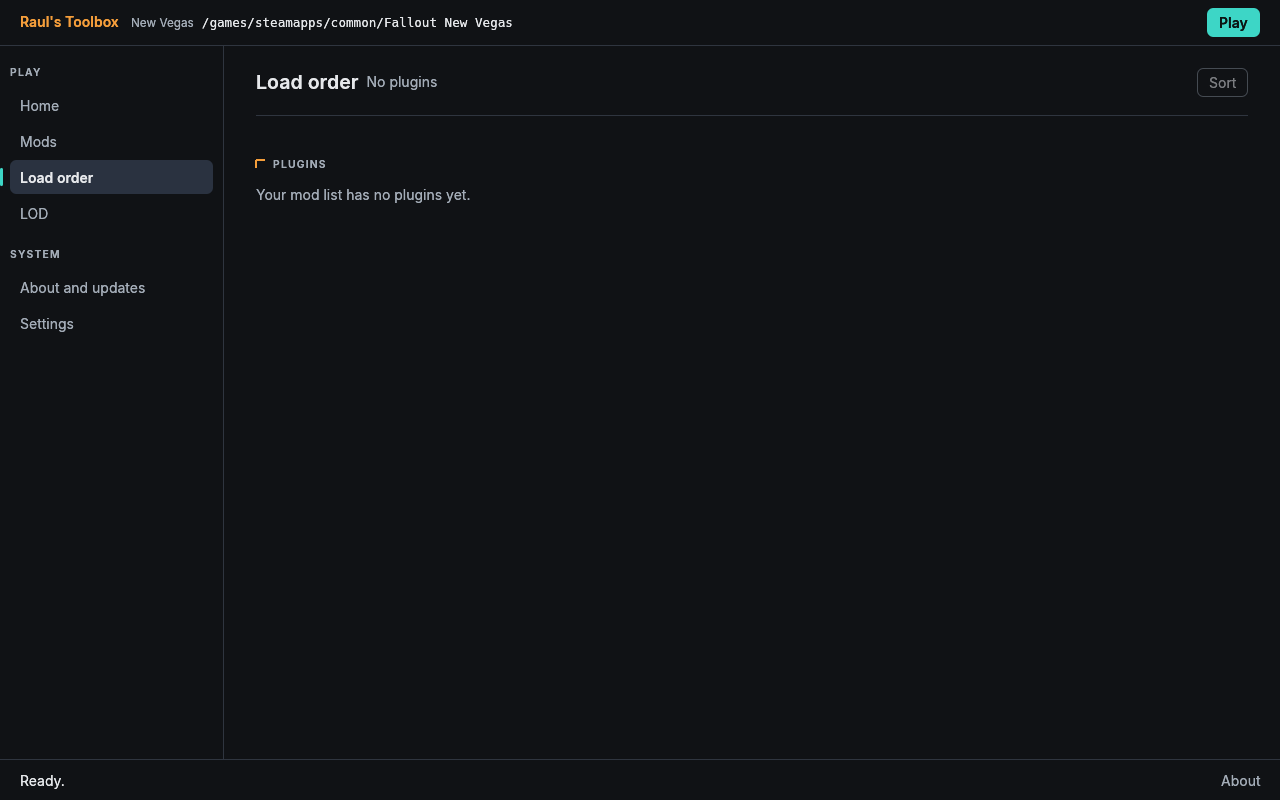 Raul's Toolbox New Vegas /games/steamapps/common/Fallout New Vegas Play
PLAY
Home
Mods
Load order
LOD
SYSTEM
About and updates
Settings
Load order No plugins Sort
PLUGINS
Your mod list has no plugins yet.
Ready. About